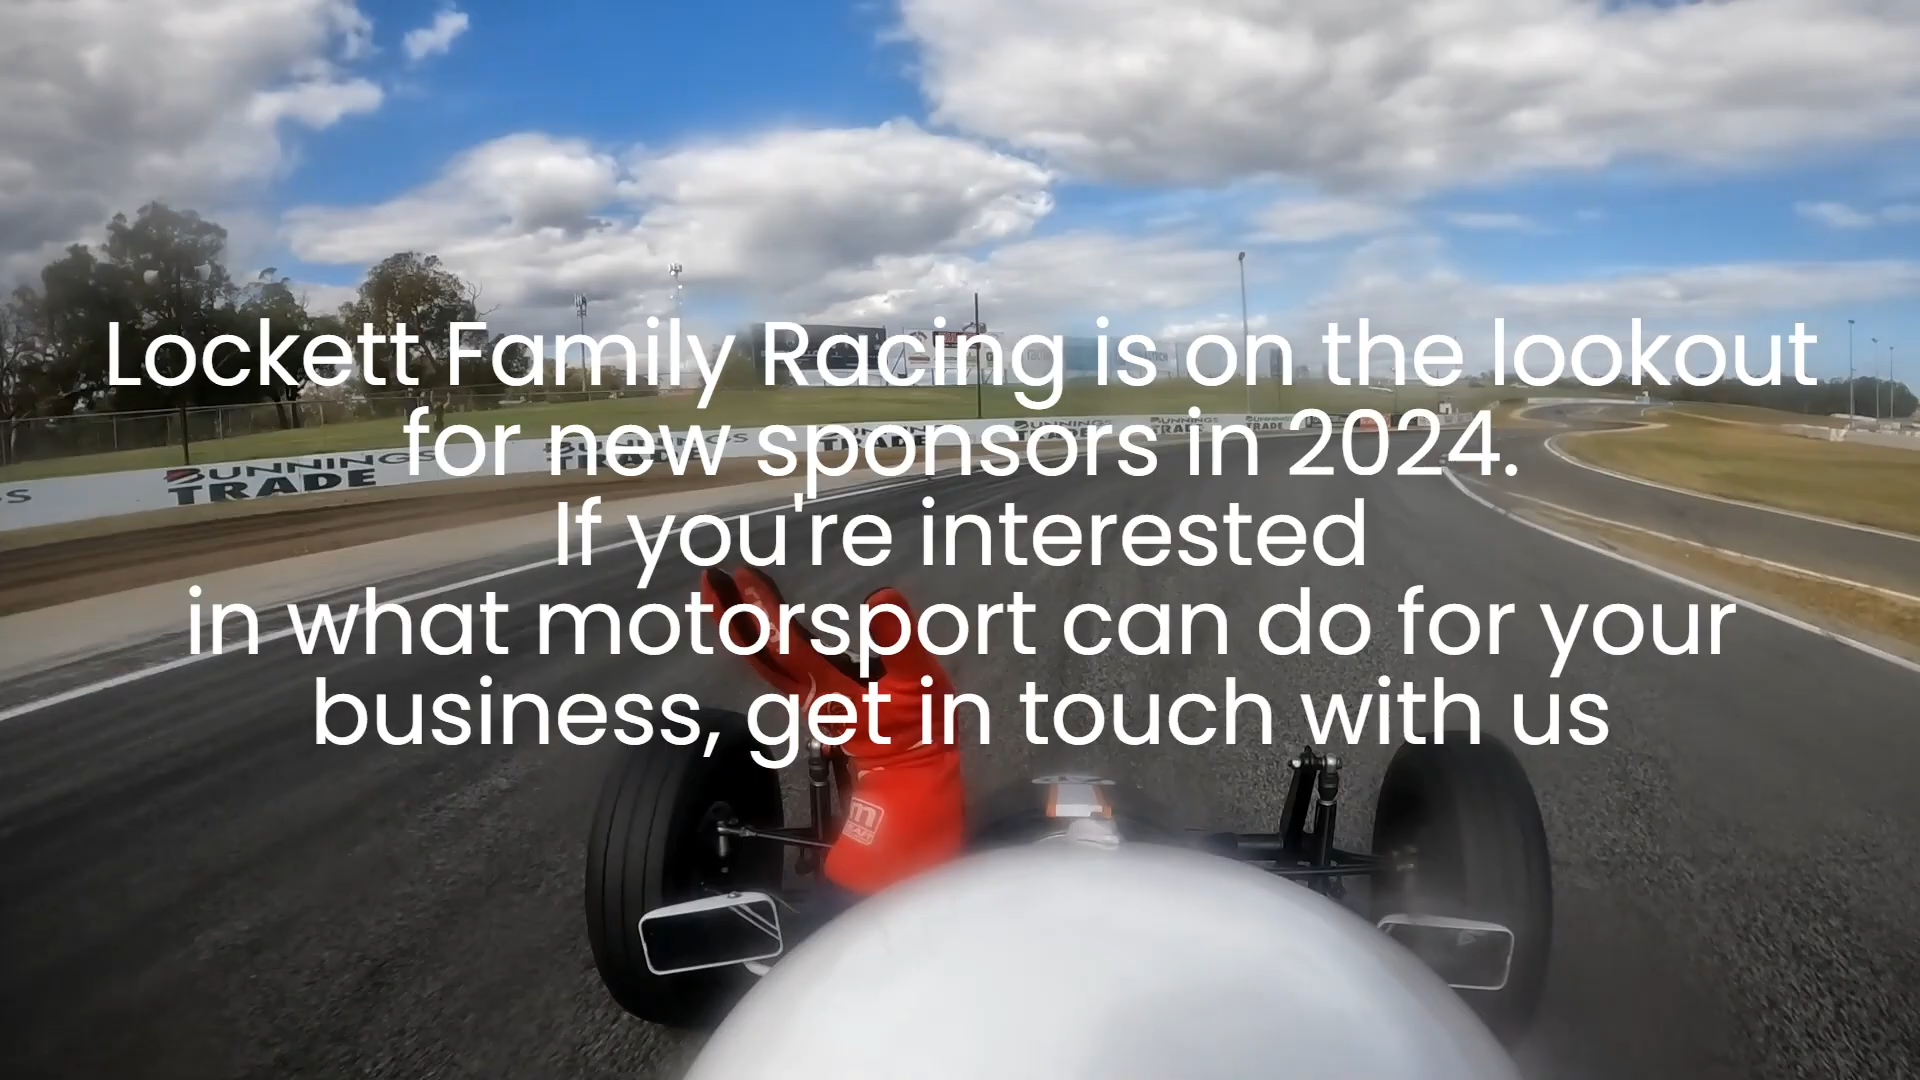 Lockett Family Racing is on the lookout
for new sponsors in 2024.
If you're interested
in what motorsport can do for your
business, get in touch with us
BUNNINGS
TRADE